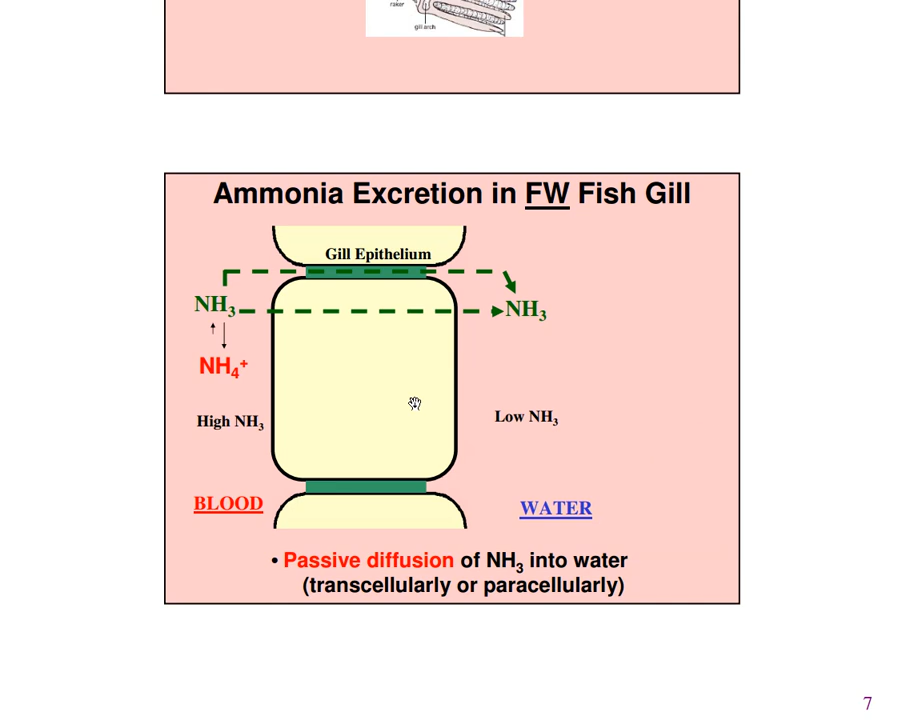 raker
gill arch
Ammonia Excretion in FW Fish Gill
Gill Epithelium
NH₃
NH₃
NH₄⁺
High NH₃
Low NH₃
BLOOD
WATER
• Passive diffusion of NH₃ into water
(transcellularly or paracellularly)
7